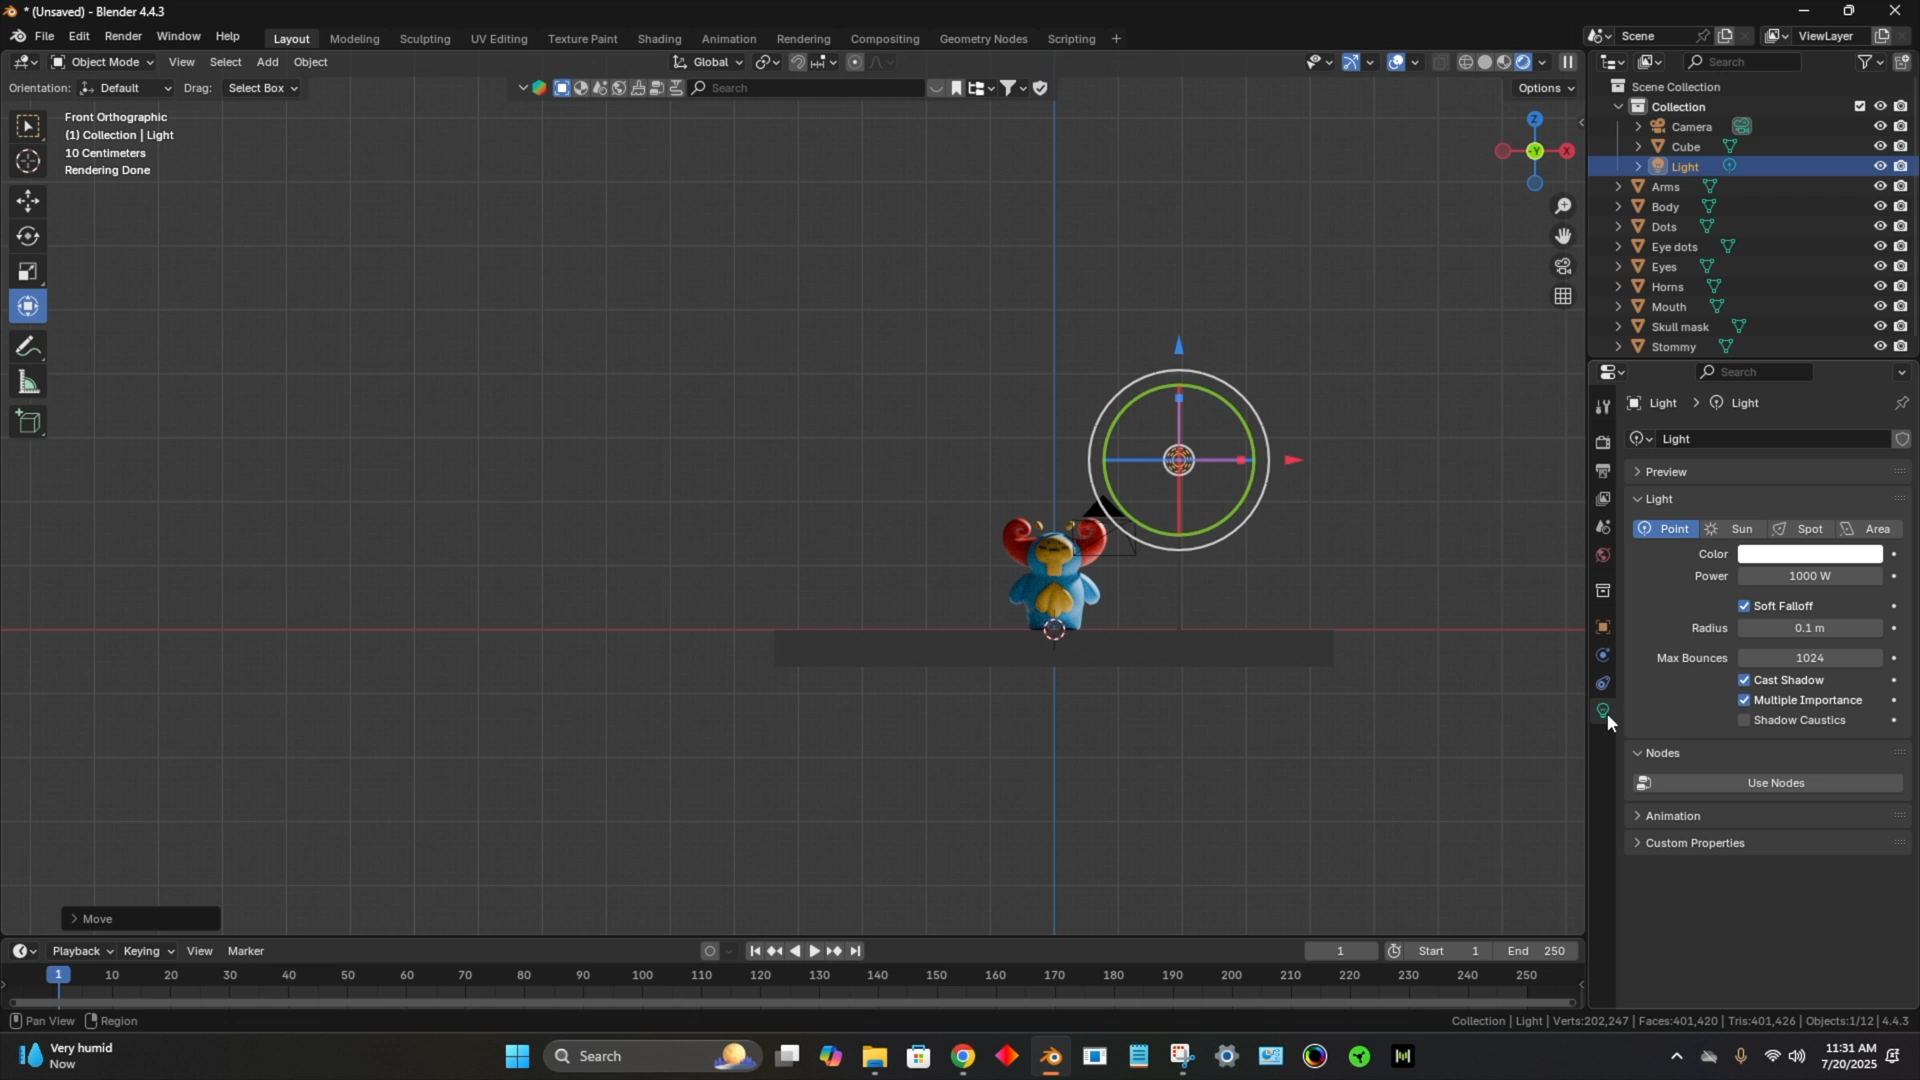 * (Unsaved) - Blender 4.4.3
File Edit Render Window Help
Layout Modeling Sculpting UV Editing Texture Paint Shading Animation Rendering Compositing Geometry Nodes Scripting +
Scene
ViewLayer
Object Mode View Select Add Object
Global
Search
Orientation: Default Drag: Select Box
Search
Options
Front Orthographic
(1) Collection | Light
10 Centimeters
Rendering Done
Z
-Y
X
Scene Collection
Collection
Camera
Cube
Light
Arms
Body
Dots
Eye dots
Eyes
Horns
Mouth
Skull mask
Stommy
Search
Light > Light
Light
Preview
Light
Point Sun Spot Area
Color
Power 1000 W
Soft Falloff
Radius 0.1 m
Max Bounces 1024
Cast Shadow
Multiple Importance
Shadow Caustics
Nodes
Use Nodes
Animation
Custom Properties
> Move
Playback Keying View Marker
1
Start 1
End 250
1 10 20 30 40 50 60 70 80 90 100 110 120 130 140 150 160 170 180 190 200 210 220 230 240 250
Pan View Region
Collection | Light | Verts:202,247 | Faces:401,420 | Tris:401,426 | Objects:1/12 | 4.4.3
Very humid
Now
Search
11:31 AM
7/20/2025